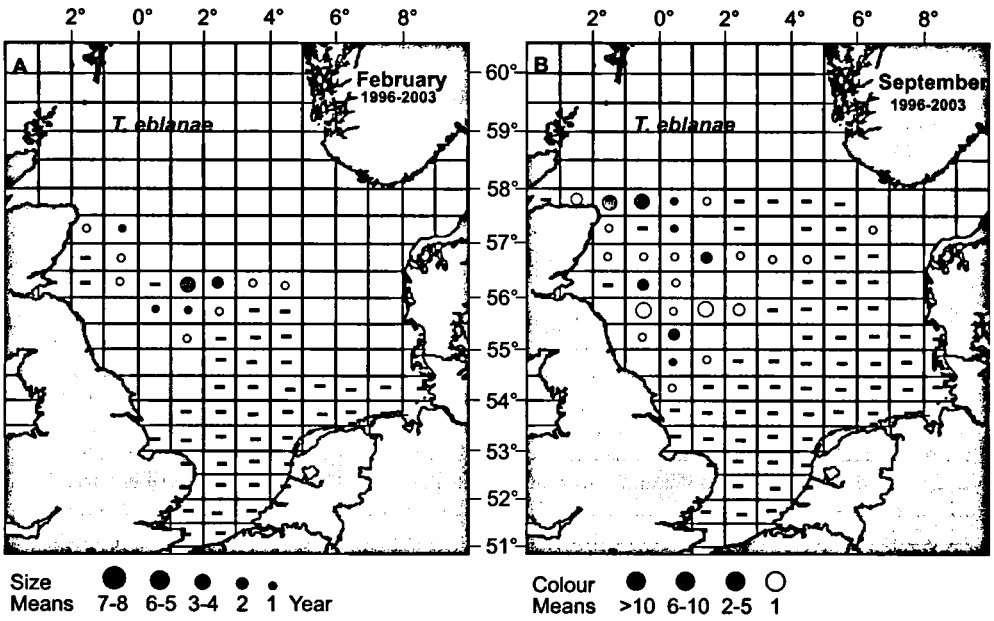 2° 0° 2° 4° 6° 8° 2° 0° 2° 4° 6° 8°
A
February
1996-2003
T. eblanae
60°
59°
58°
57°
56°
55°
54°
53°
52°
51°
B
September
1996-2003
T. eblanae
Size
Means 7-8 6-5 3-4 2 1 Year
Colour
Means >10 6-10 2-5 1